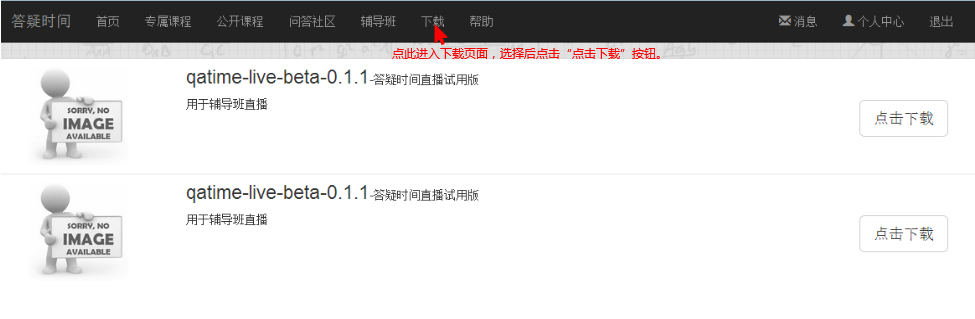 答疑时间 首页 专属课程 公开课程 问答社区 辅导班 下载 帮助 消息 个人中心 退出
点此进入下载页面，选择后点击“点击下载”按钮。
qatime-live-beta-0.1.1-答疑时间直播试用版
用于辅导班直播
SORRY, NO
IMAGE
AVAILABLE
点击下载
qatime-live-beta-0.1.1-答疑时间直播试用版
用于辅导班直播
SORRY, NO
IMAGE
AVAILABLE
点击下载